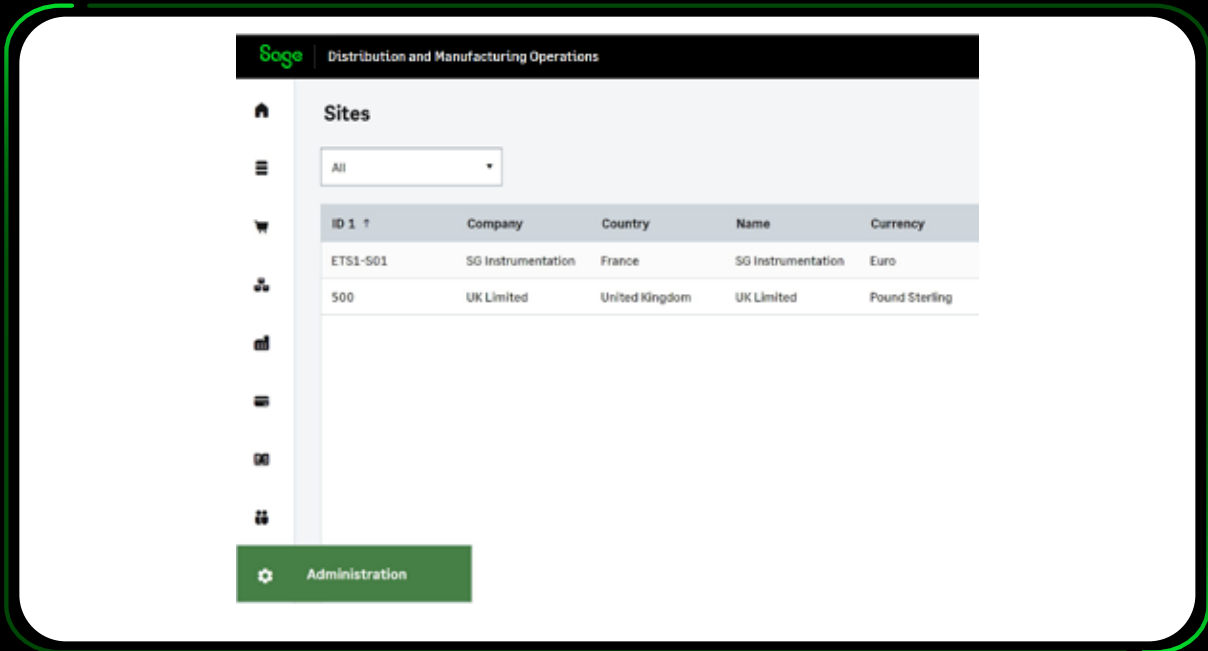 Sage Distribution and Manufacturing Operations
Sites
All
ID 1 ↑ Company Country Name Currency
ETS1-S01 SG Instrumentation France SG Instrumentation Euro
500 UK Limited United Kingdom UK Limited Pound Sterling
Administration